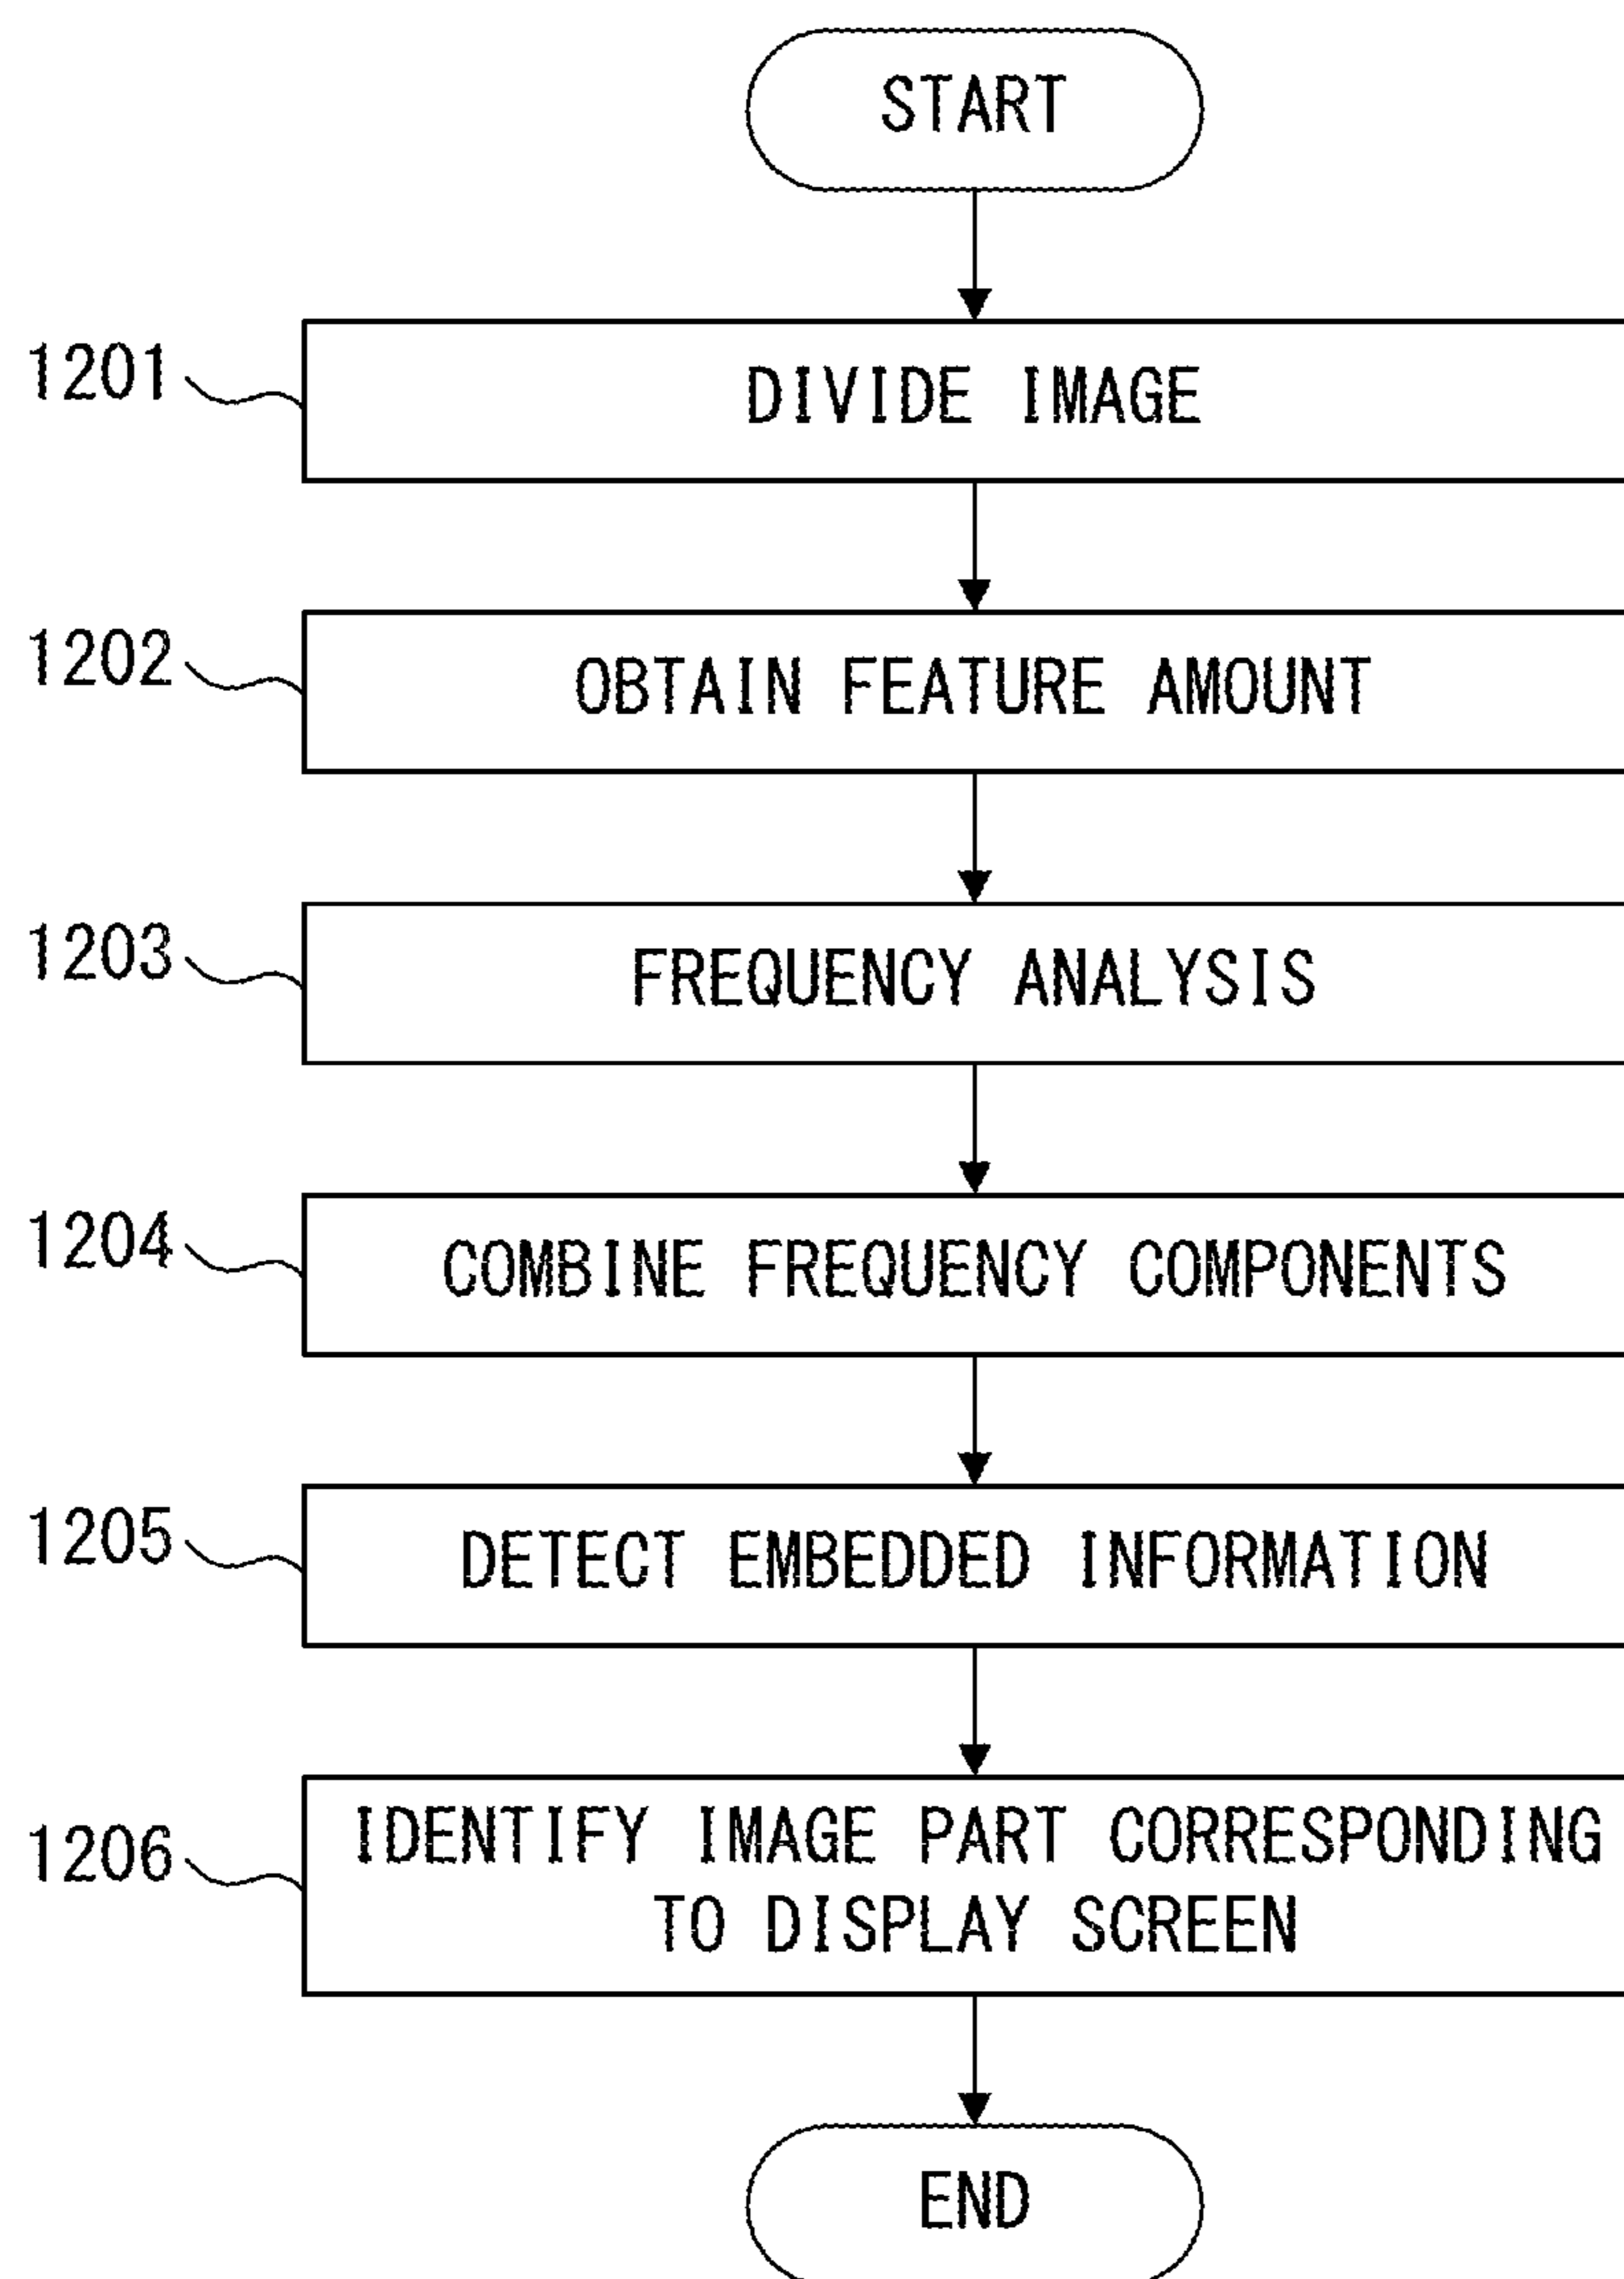 START
1201
DIVIDE IMAGE
1202
OBTAIN FEATURE AMOUNT
1203
FREQUENCY ANALYSIS
1204
COMBINE FREQUENCY COMPONENTS
1205
DETECT EMBEDDED INFORMATION
1206
IDENTIFY IMAGE PART CORRESPONDING
TO DISPLAY SCREEN
END